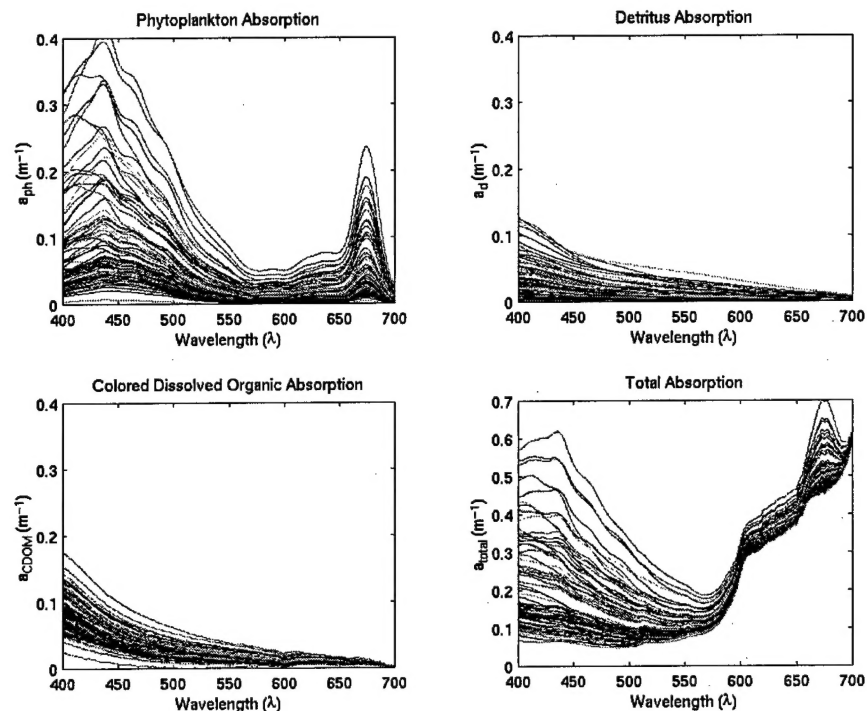 Phytoplankton Absorption
0.4
0.3
0.2
0.1
0
a_ph (m⁻¹)
400 450 500 550 600 650 700
Wavelength (λ)
Detritus Absorption
0.4
0.3
0.2
0.1
0
a_d (m⁻¹)
400 450 500 550 600 650 700
Wavelength (λ)
Colored Dissolved Organic Absorption
0.4
0.3
0.2
0.1
0
a_CDOM (m⁻¹)
400 450 500 550 600 650 700
Wavelength (λ)
Total Absorption
0.7
0.6
0.5
0.4
0.3
0.2
0.1
0
a_total (m⁻¹)
400 450 500 550 600 650 700
Wavelength (λ)